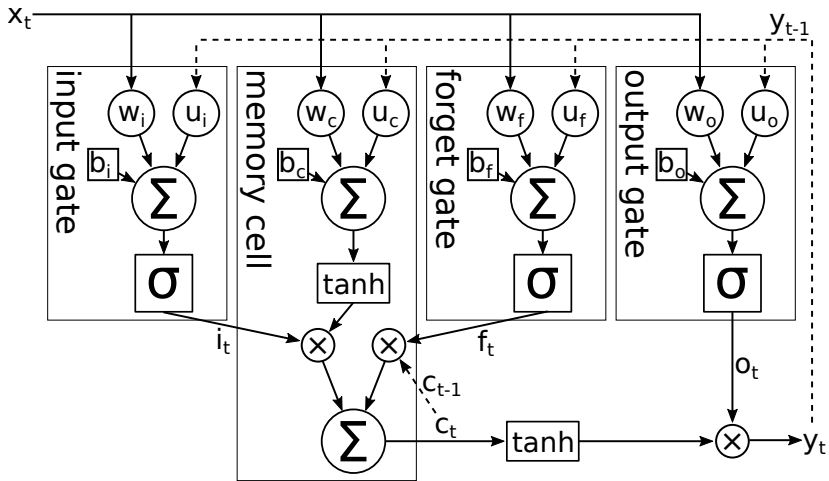 x_t
y_{t-1}
input gate
w_i
u_i
b_i
Σ
σ
memory cell
w_c
u_c
b_c
Σ
tanh
forget gate
w_f
u_f
b_f
Σ
σ
output gate
w_o
u_o
b_o
Σ
σ
i_t
×
×
f_t
o_t
c_{t-1}
c_t
Σ
tanh
×
y_t